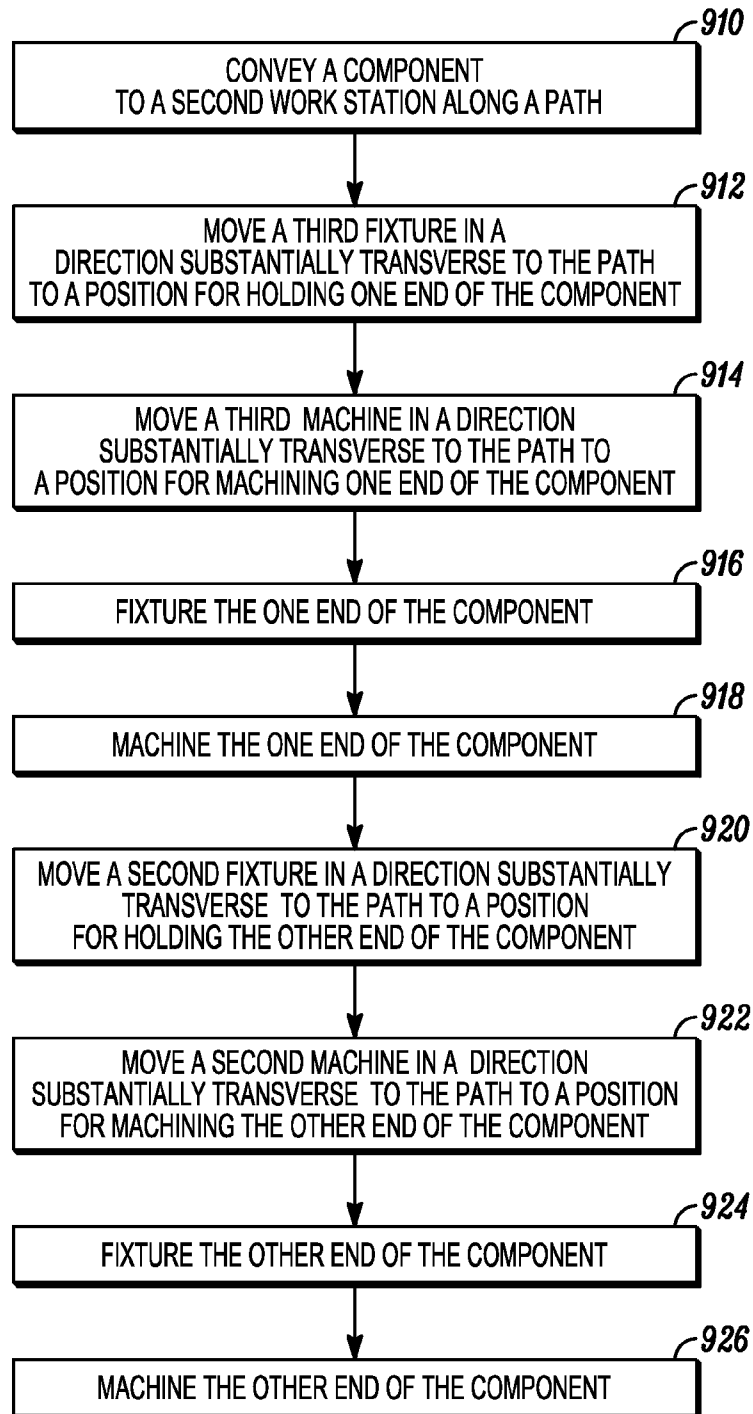 910
CONVEY A COMPONENT
TO A SECOND WORK STATION ALONG A PATH
912
MOVE A THIRD FIXTURE IN A
DIRECTION SUBSTANTIALLY TRANSVERSE TO THE PATH
TO A POSITION FOR HOLDING ONE END OF THE COMPONENT
914
MOVE A THIRD MACHINE IN A DIRECTION
SUBSTANTIALLY TRANSVERSE TO THE PATH TO
A POSITION FOR MACHINING ONE END OF THE COMPONENT
916
FIXTURE THE ONE END OF THE COMPONENT
918
MACHINE THE ONE END OF THE COMPONENT
920
MOVE A SECOND FIXTURE IN A DIRECTION SUBSTANTIALLY
TRANSVERSE TO THE PATH TO A POSITION
FOR HOLDING THE OTHER END OF THE COMPONENT
922
MOVE A SECOND MACHINE IN A DIRECTION
SUBSTANTIALLY TRANSVERSE TO THE PATH TO A POSITION
FOR MACHINING THE OTHER END OF THE COMPONENT
924
FIXTURE THE OTHER END OF THE COMPONENT
926
MACHINE THE OTHER END OF THE COMPONENT